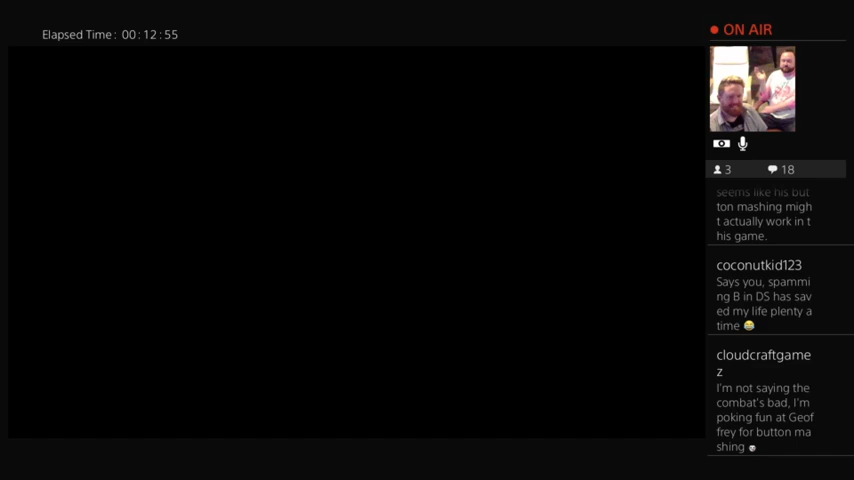 Elapsed Time: 00:12:55
ON AIR
3
18
seems like his but
ton mashing migh
t actually work in t
his game.
coconutkid123
Says you, spammi
ng B in DS has sav
ed my life plenty a
time 😂
cloudcraftgame
z
I'm not saying the
combat's bad, I'm
poking fun at Geof
frey for button ma
shing